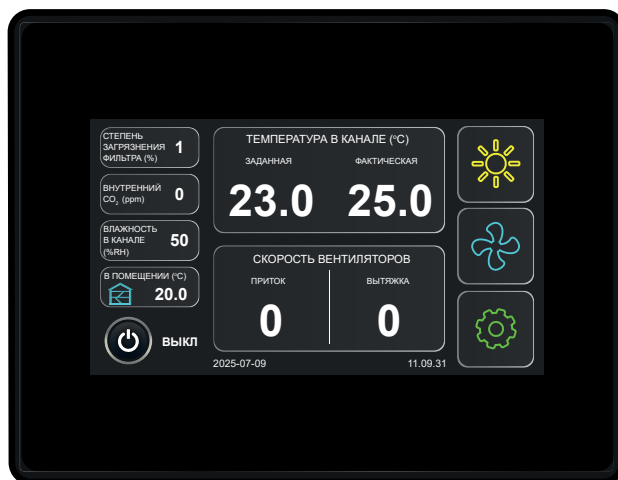 СТЕПЕНЬ
ЗАГРЯЗНЕНИЯ
ФИЛЬТРА (%)
1
ВНУТРЕННИЙ
CO₂ (ppm)
0
ВЛАЖНОСТЬ
В КАНАЛЕ
(%RH)
50
В ПОМЕЩЕНИИ (°C)
20.0
ВЫКЛ
ТЕМПЕРАТУРА В КАНАЛЕ (°C)
ЗАДАННАЯ ФАКТИЧЕСКАЯ
23.0 25.0
СКОРОСТЬ ВЕНТИЛЯТОРОВ
ПРИТОК ВЫТЯЖКА
0 0
2025-07-09 11.09.31